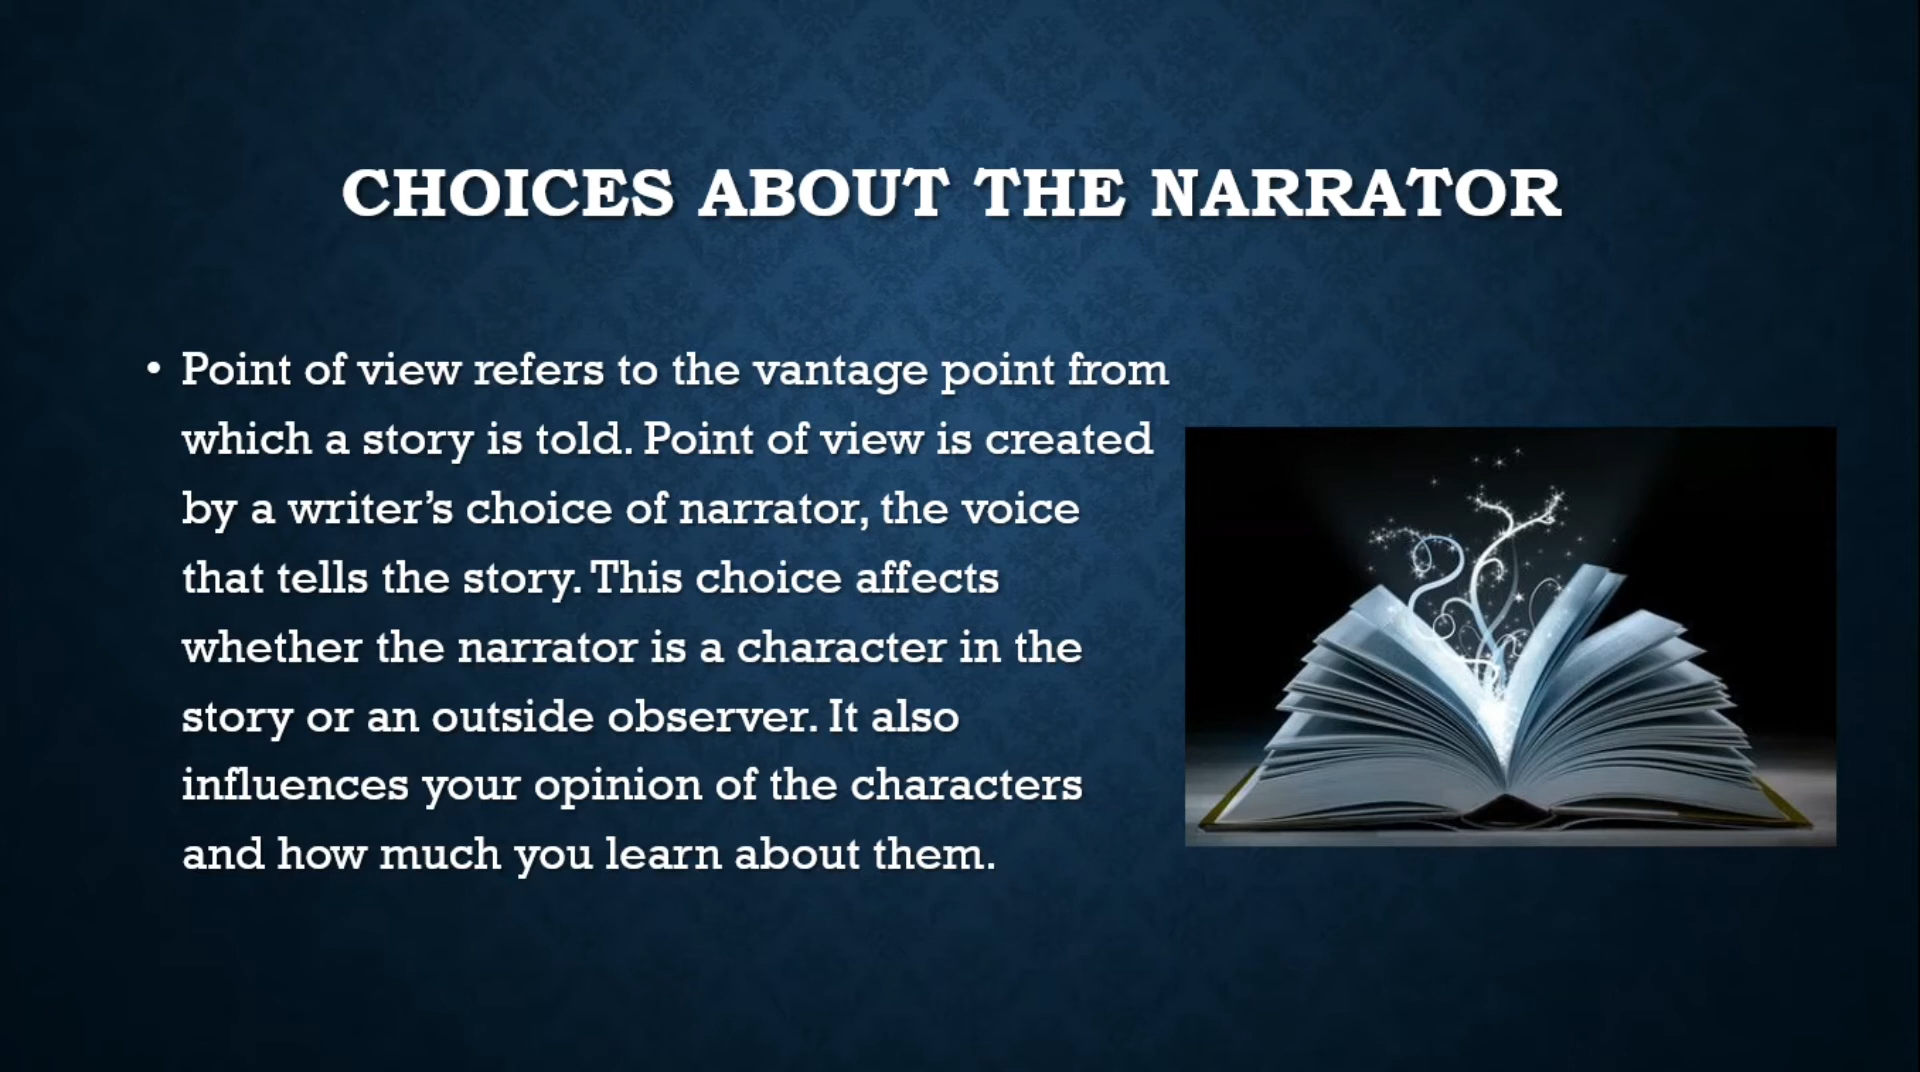 CHOICES ABOUT THE NARRATOR
• Point of view refers to the vantage point from
which a story is told. Point of view is created
by a writer’s choice of narrator, the voice
that tells the story. This choice affects
whether the narrator is a character in the
story or an outside observer. It also
influences your opinion of the characters
and how much you learn about them.